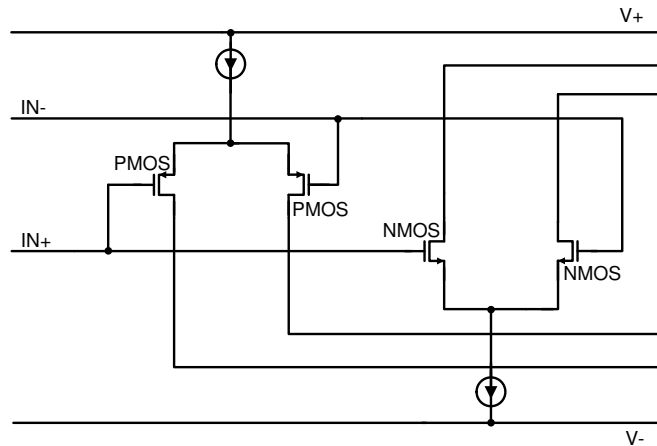 V+
IN-
PMOS
PMOS
NMOS
IN+
NMOS
V-